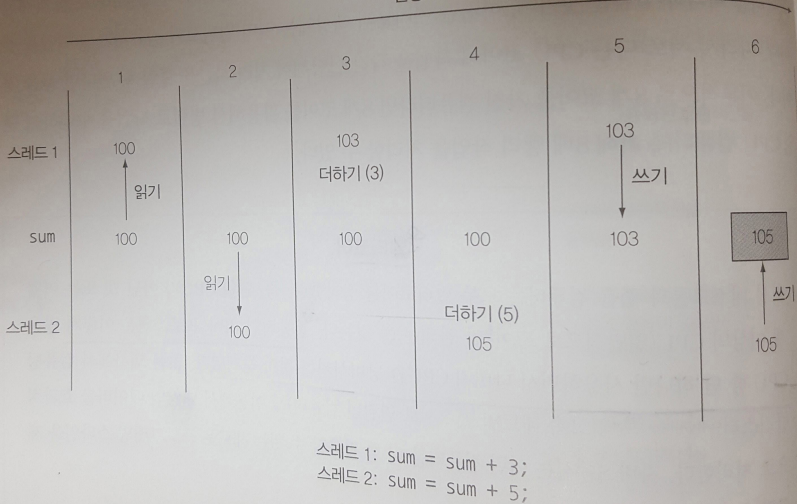 1 2 3 4 5 6
스레드 1 100 103 103
읽기 더하기 (3) 쓰기
sum 100 100 100 100 103 105
읽기 쓰기
스레드 2 100 더하기 (5) 105 105
스레드 1: sum = sum + 3;
스레드 2: sum = sum + 5;